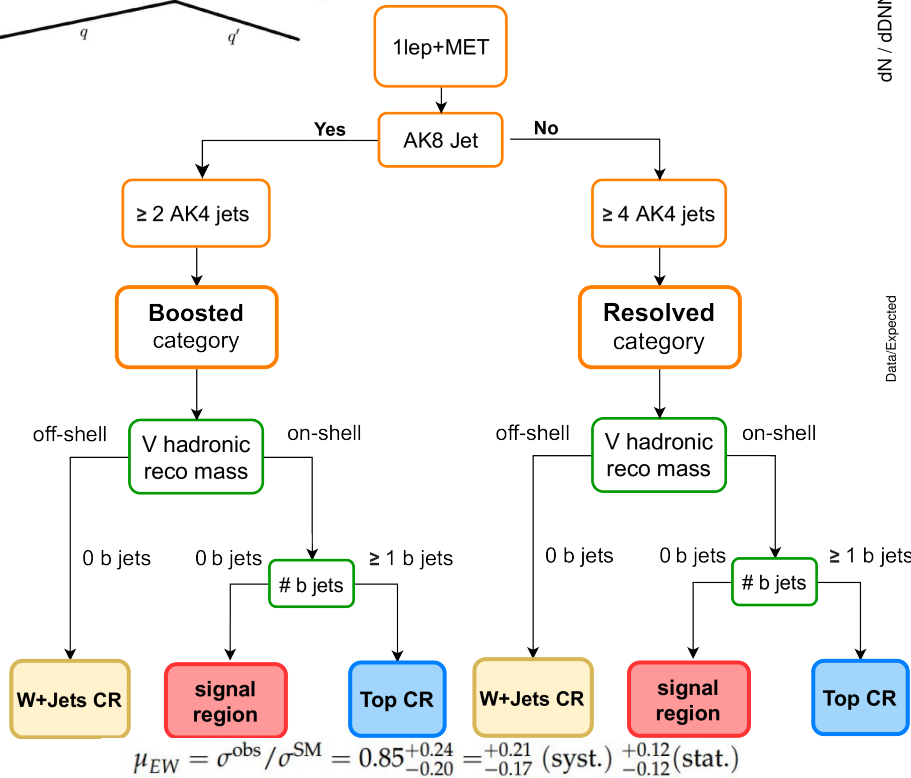 q
q′
dN / dDNN
1lep+MET
AK8 Jet
Yes
No
≥ 2 AK4 jets
≥ 4 AK4 jets
Boosted
category
Resolved
category
Data/Expected
off-shell
V hadronic
reco mass
on-shell
off-shell
V hadronic
reco mass
on-shell
0 b jets
0 b jets
# b jets
≥ 1 b jets
0 b jets
0 b jets
# b jets
≥ 1 b jets
W+Jets CR
signal
region
Top CR
W+Jets CR
signal
region
Top CR
μ_EW = σ^obs/σ^SM = 0.85^{+0.24}_{−0.20} =^{+0.21}_{−0.17} (syst.) ^{+0.12}_{−0.12}(stat.)